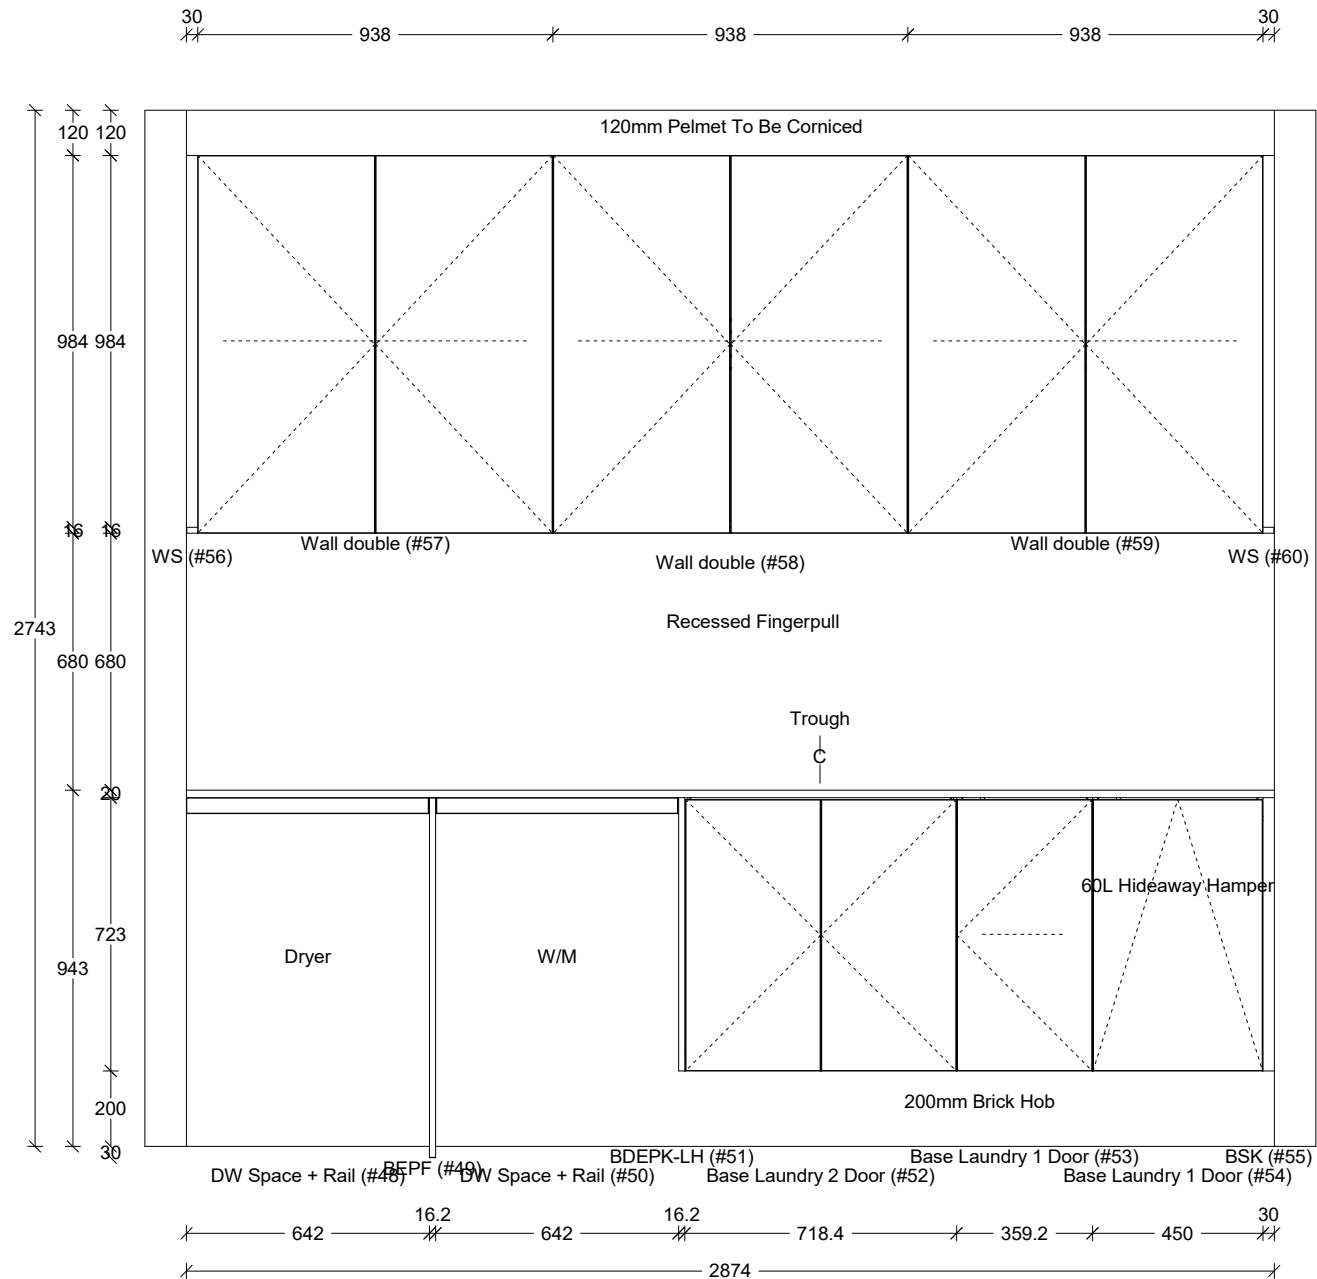 30 30
938 938 938
120mm Pelmet To Be Corniced
120 120
984 984
16 16
Wall double (#57) Wall double (#59)
WS (#56) WS (#60)
Wall double (#58)
Recessed Fingerpull
2743
680 680
Trough
C
20
60L Hideaway Hamper
723
Dryer W/M
943
200mm Brick Hob
200
30
BDEPK-LH (#51) Base Laundry 1 Door (#53) BSK (#55)
BEPF (#49)
DW Space + Rail (#48) DW Space + Rail (#50) Base Laundry 2 Door (#52) Base Laundry 1 Door (#54)
16.2 16.2 30
642 642 718.4 359.2 450
2874